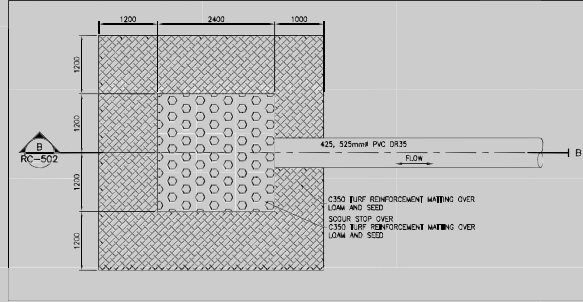 1200
2400
1000
1200
1200
1200
1200
425, 525mmø PVC DR35
FLOW
B
RC-502
B
C350 TURF REINFORCEMENT MATTING OVER
LOAM AND SEED
SCOUR STOP OVER
C350 TURF REINFORCEMENT MATTING OVER
LOAM AND SEED